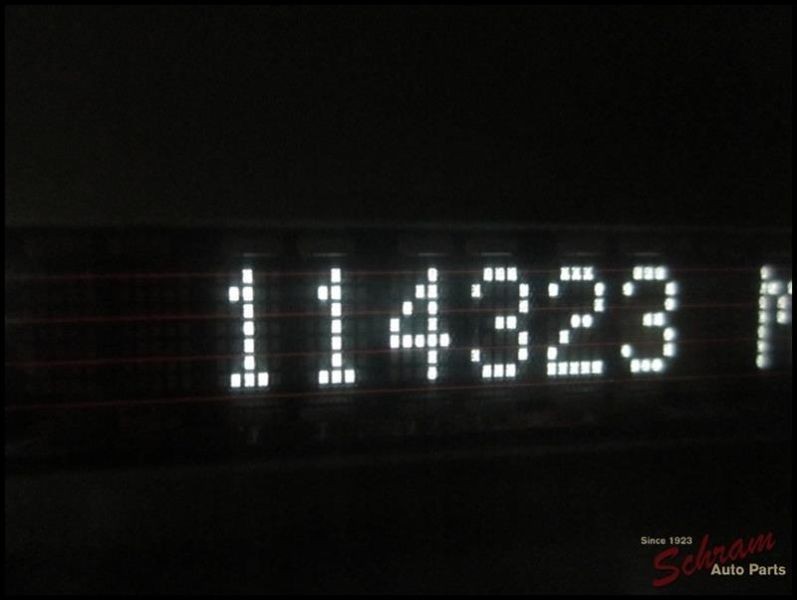 114323 M
Since 1923
Schram
Auto Parts